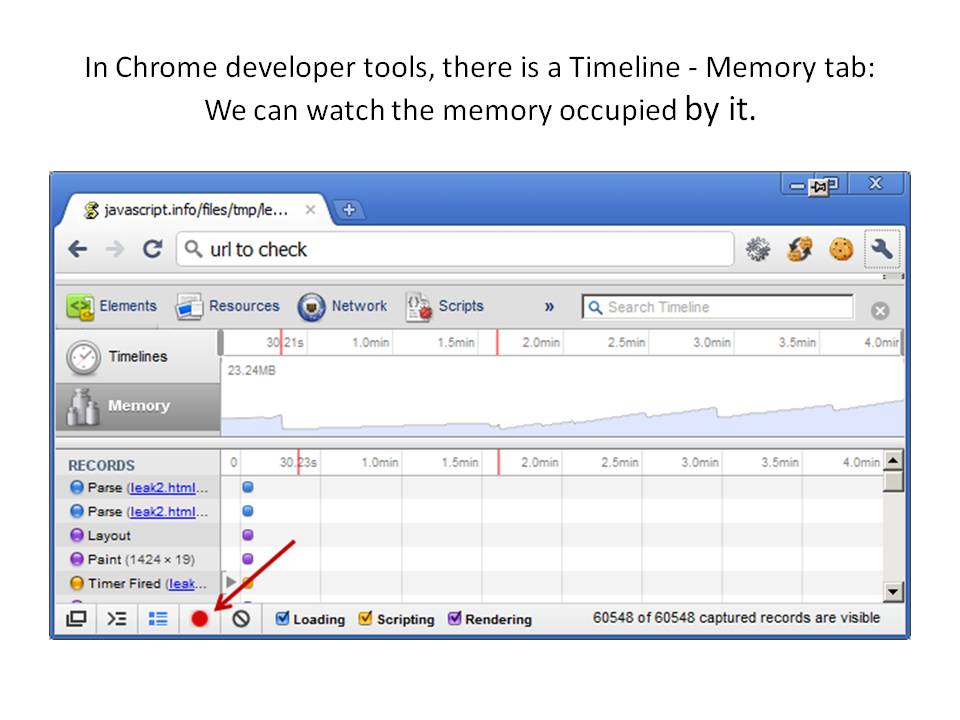 In Chrome developer tools, there is a Timeline - Memory tab:
We can watch the memory occupied by it.
javascript.info/files/tmp/le...
url to check
Elements Resources Network Scripts » Search Timeline
Timelines
30.21s 1.0min 1.5min 2.0min 2.5min 3.0min 3.5min 4.0min
23.24MB
Memory
RECORDS 0 30.23s 1.0min 1.5min 2.0min 2.5min 3.0min 3.5min 4.0min
Parse (leak2.html...
Parse (leak2.html...
Layout
Paint (1424 × 19)
Timer Fired (leak...
Loading Scripting Rendering 60548 of 60548 captured records are visible